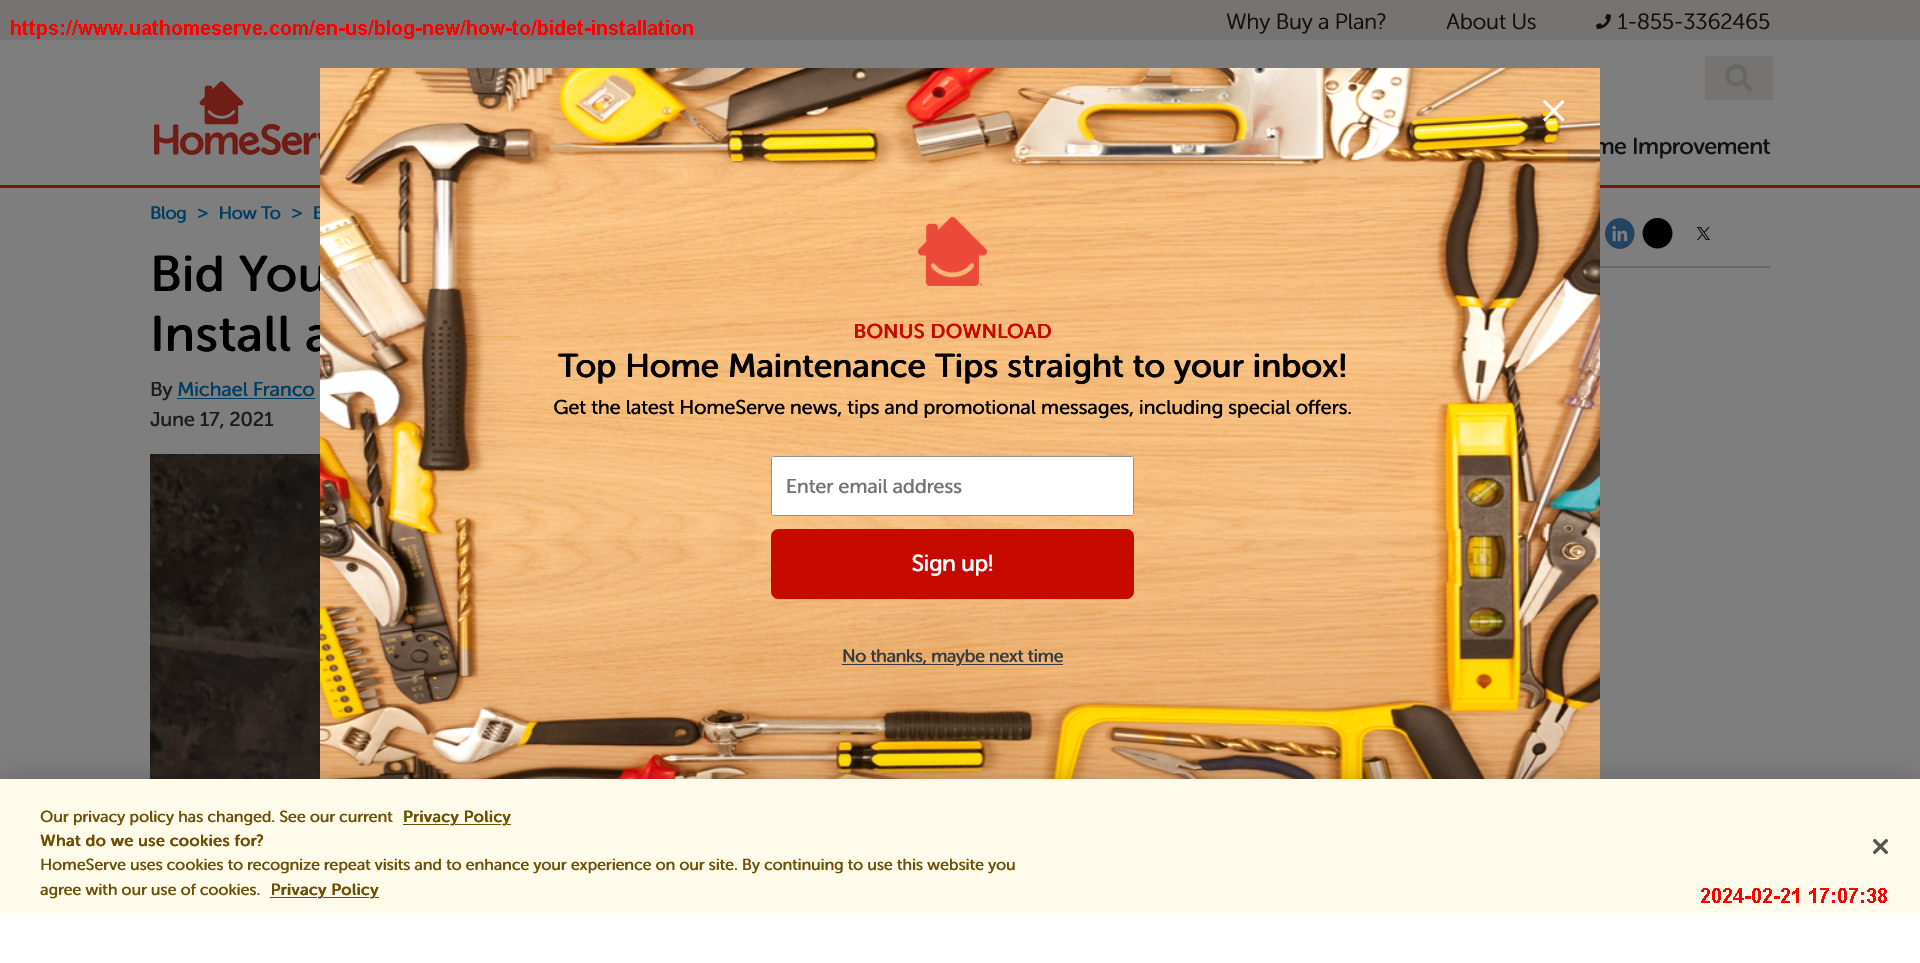 https://www.uathomeserve.com/en-us/blog-new/how-to/bidet-installation
Why Buy a Plan? About Us 1-855-3362465
HomeServ
me Improvement
Blog > How To >
Bid You
Install
By Michael Franco
June 17, 2021
in
BONUS DOWNLOAD
Top Home Maintenance Tips straight to your inbox!
Get the latest HomeServe news, tips and promotional messages, including special offers.
Enter email address
Sign up!
No thanks, maybe next time
Our privacy policy has changed. See our current Privacy Policy
What do we use cookies for?
HomeServe uses cookies to recognize repeat visits and to enhance your experience on our site. By continuing to use this website you
agree with our use of cookies. Privacy Policy
2024-02-21 17:07:38